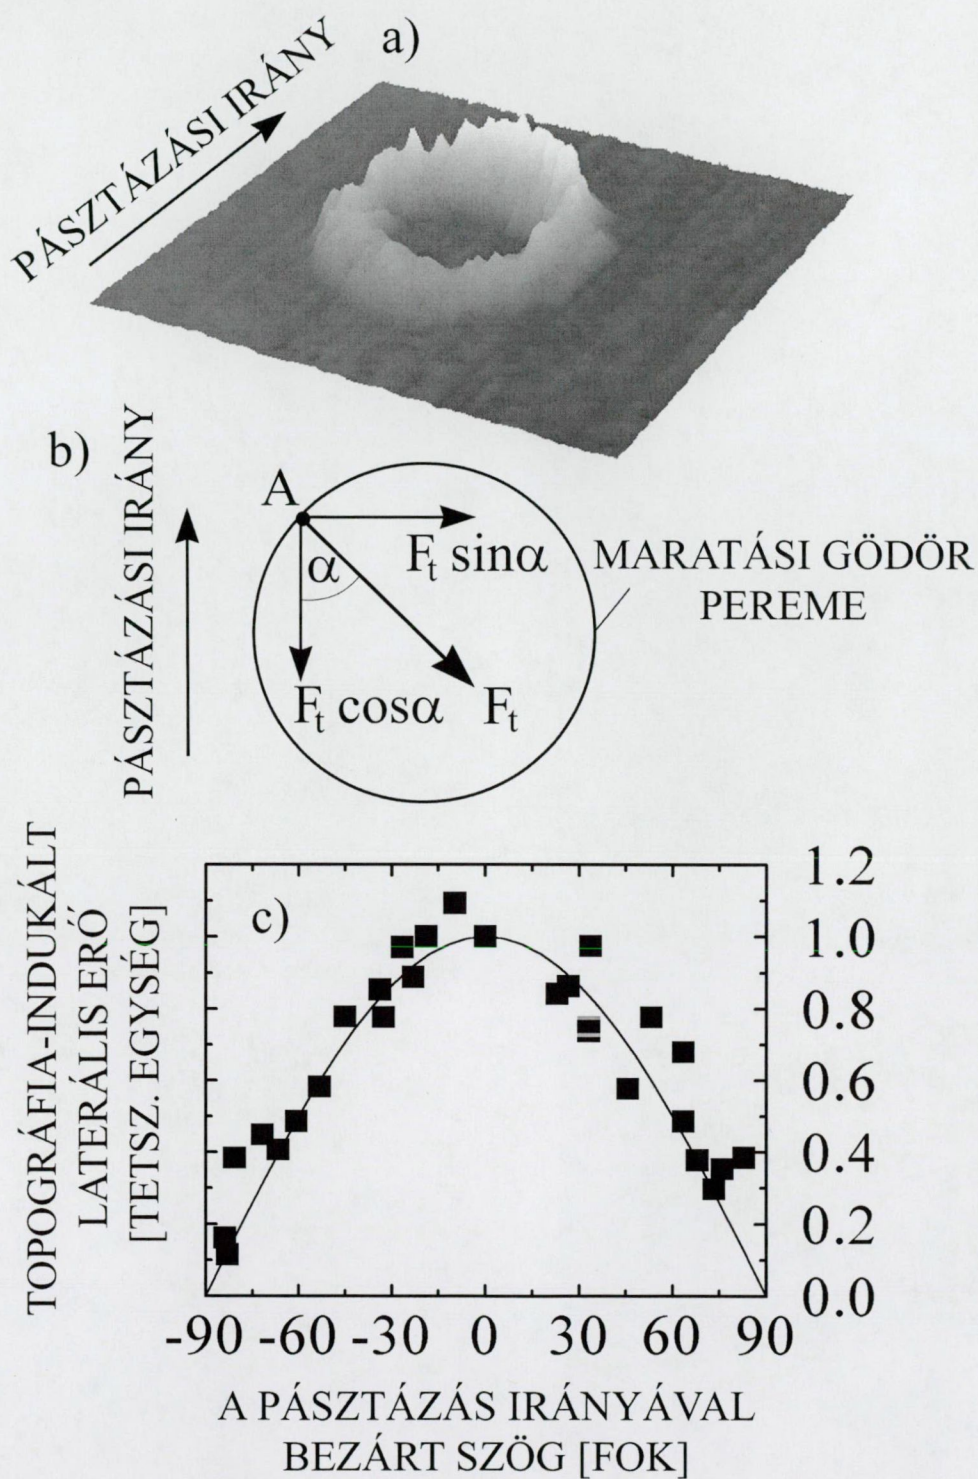 a)
PÁSZTÁZÁSI IRÁNY
b)
PÁSZTÁZÁSI IRÁNY
A
α
Fₜ sinα
Fₜ cosα
Fₜ
MARATÁSI GÖDÖR
PEREME
c)
TOPOGRÁFIA-INDUKÁLT
LATERÁLIS ERŐ
[TETSZ. EGYSÉG]
1.2
1.0
0.8
0.6
0.4
0.2
0.0
-90 -60 -30 0 30 60 90
A PÁSZTÁZÁS IRÁNYÁVAL
BEZÁRT SZÖG [FOK]